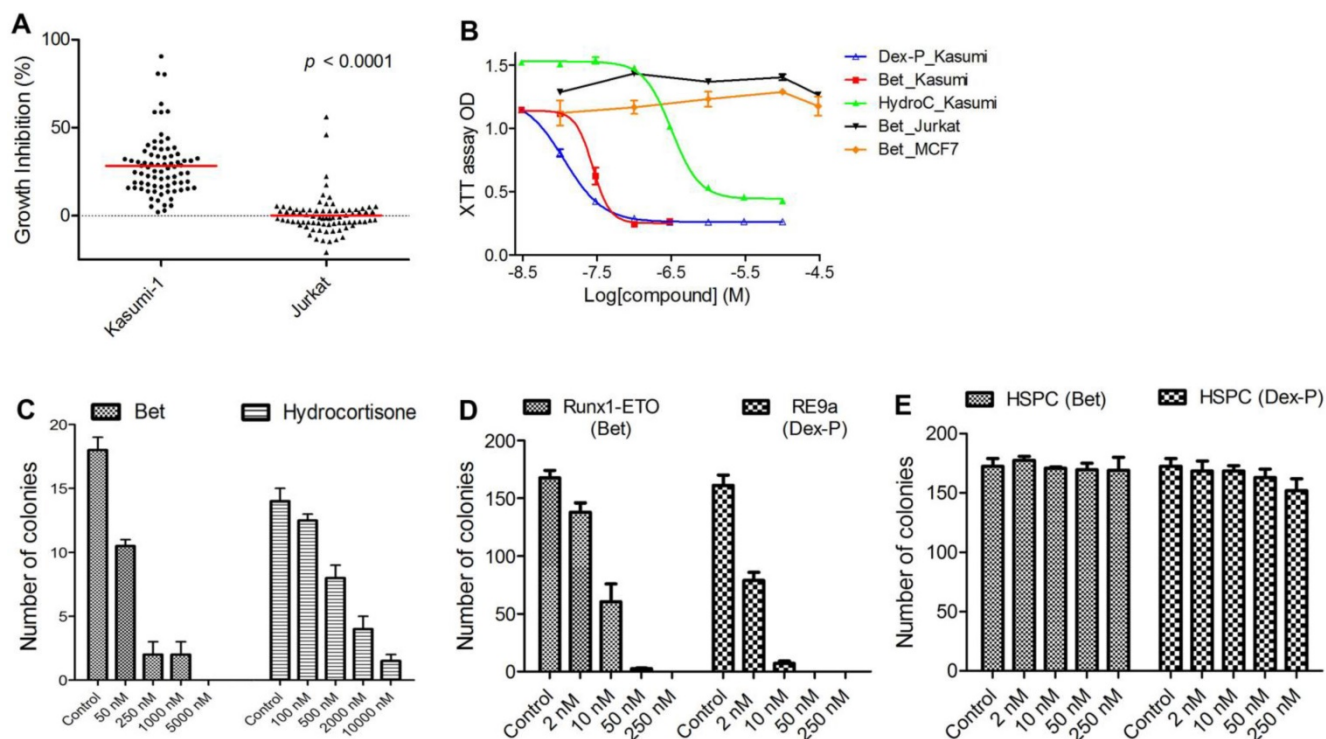 A
100
50
0
Growth Inhibition (%)
p < 0.0001
Kasumi-1
Jurkat
B
1.5
1.0
0.5
0.0
XTT assay OD
-8.5 -7.5 -6.5 -5.5 -4.5
Log[compound] (M)
Dex-P_Kasumi
Bet_Kasumi
HydroC_Kasumi
Bet_Jurkat
Bet_MCF7
C
Bet
Hydrocortisone
20
15
10
5
0
Number of colonies
Control
50 nM
250 nM
1000 nM
5000 nM
Control
100 nM
500 nM
2000 nM
10000 nM
D
Runx1-ETO
(Bet)
RE9a
(Dex-P)
200
150
100
50
0
Number of colonies
Control
2 nM
10 nM
50 nM
250 nM
Control
2 nM
10 nM
50 nM
250 nM
E
HSPC (Bet)
HSPC (Dex-P)
200
150
100
50
0
Number of colonies
Control
2 nM
10 nM
50 nM
250 nM
Control
2 nM
10 nM
50 nM
250 nM